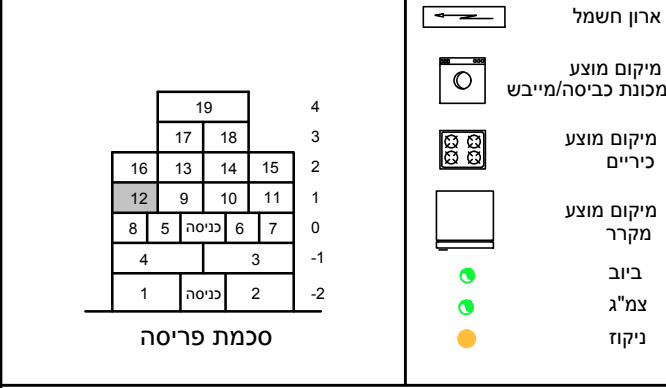 ארון חשמל
מיקום מוצע
מכונת כביסה/מייבש
מיקום מוצע
כיריים
מיקום מוצע
מקרר
ביוב
צמ"ג
ניקוז
19 4
17 18 3
16 13 14 15 2
12 9 10 11 1
8 5 כניסה 6 7 0
4 3 -1
1 כניסה 2 -2
סכמת פריסה